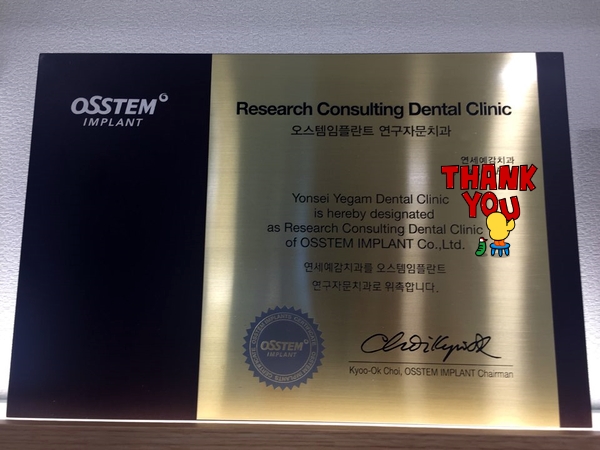 OSSTEM
IMPLANT
Research Consulting Dental Clinic
오스템임플란트 연구자문치과
연세예감치과
THANK
YOU
Yonsei Yegam Dental Clinic
is hereby designated
as Research Consulting Dental Clinic
of OSSTEM IMPLANT Co.,Ltd.
연세예감치과를 오스템임플란트
연구자문치과로 위촉합니다.
OSSTEM
IMPLANT
Kyoo-Ok Choi, OSSTEM IMPLANT Chairman